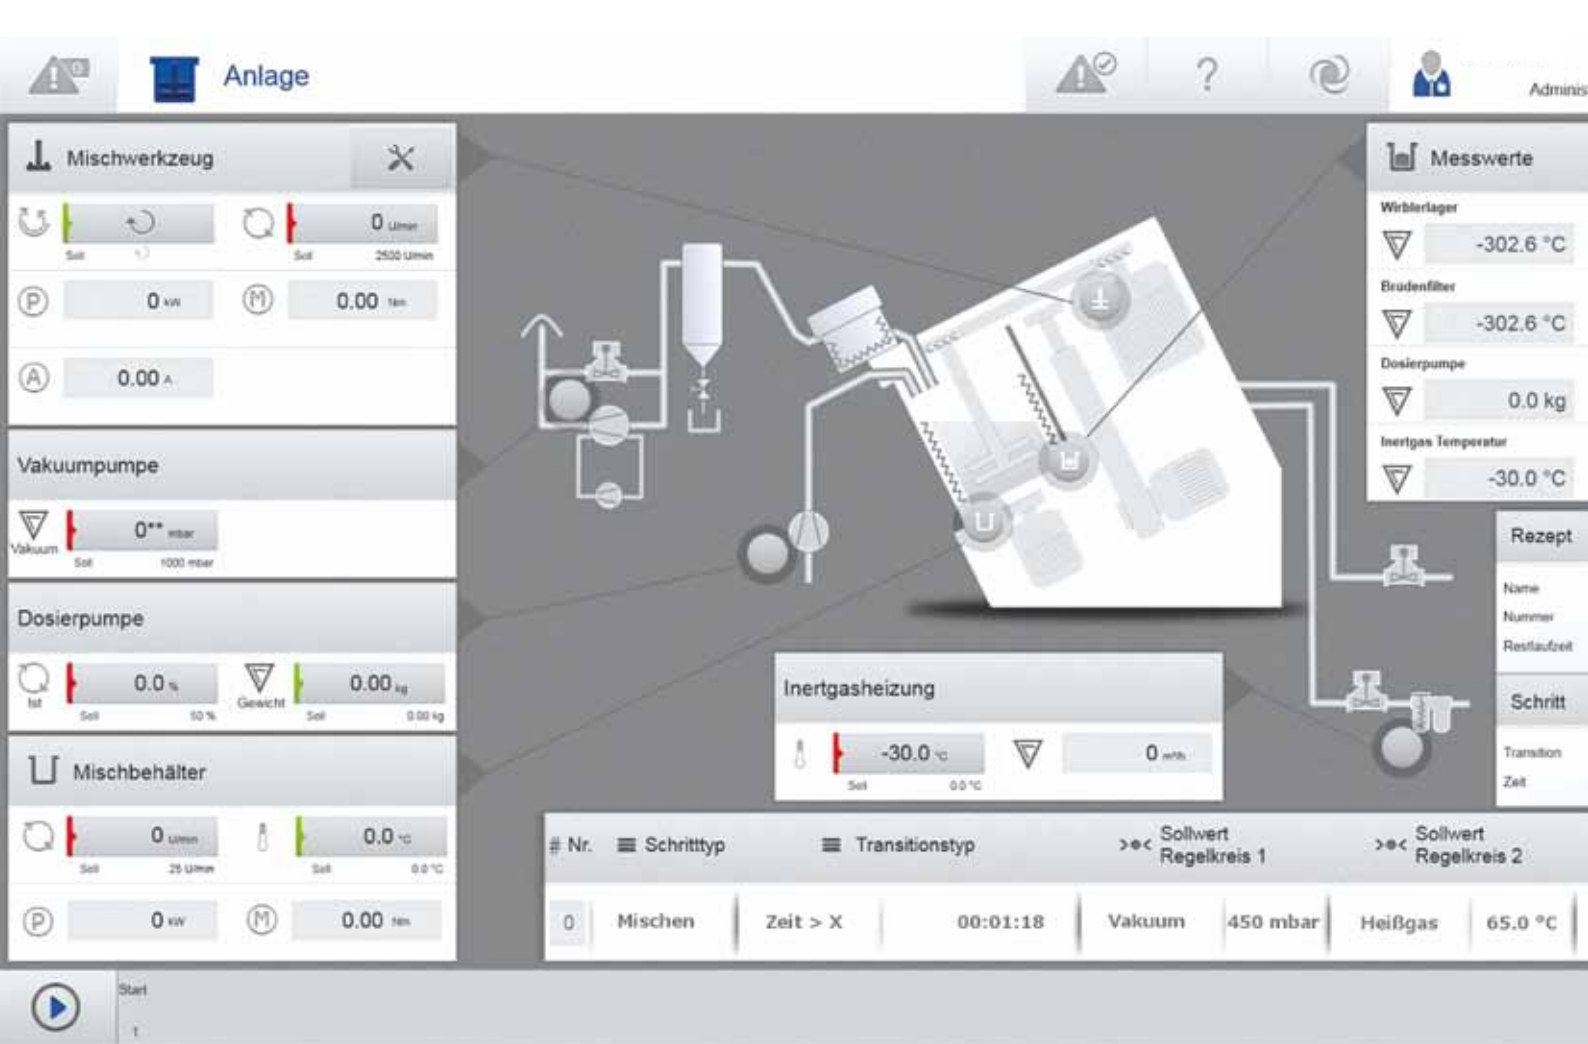 0
Anlage
?
Adminis
Mischwerkzeug
Soll
0 U/min
Soll 2500 U/min
P 0 kW
M 0.00 Nm
A 0.00 A
Vakuumpumpe
Vakuum
0** mbar
Soll 1000 mbar
Dosierpumpe
Ist
0.0 %
Soll 50 %
Gewicht
0.00 kg
Soll 0.00 kg
Mischbehälter
0 U/min
Soll 25 U/min
0.0 °C
Soll 0.0 °C
P 0 kW
M 0.00 Nm
Inertgasheizung
-30.0 °C
Soll 0.0 °C
0 m³/h
Messwerte
Wirblerlager
-302.6 °C
Brüdenfilter
-302.6 °C
Dosierpumpe
0.0 kg
Inertgas Temperatur
-30.0 °C
Rezept
Name
Nummer
Restlaufzeit
Schritt
Transition
Zeit
# Nr. Schritttyp Transitionstyp Sollwert Regelkreis 1 Sollwert Regelkreis 2
0 Mischen Zeit > X 00:01:18 Vakuum 450 mbar Heißgas 65.0 °C
Start
1